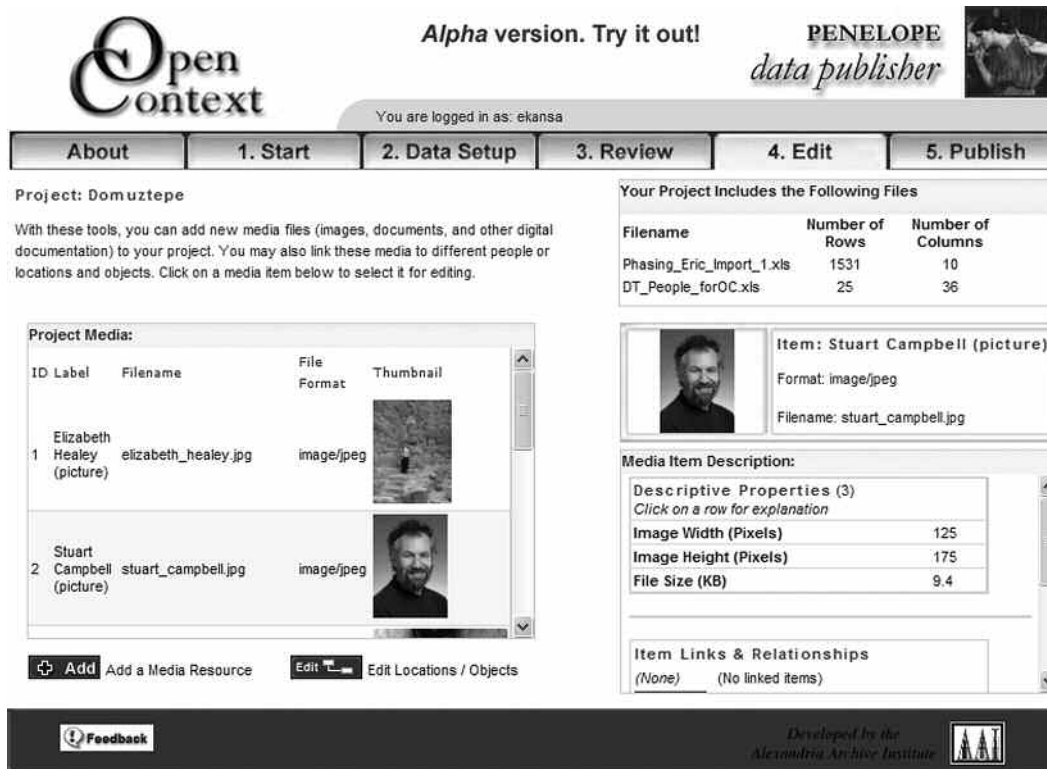 Open
Context
Alpha version. Try it out!
PENELOPE
data publisher
You are logged in as: ekansa
About
1. Start
2. Data Setup
3. Review
4. Edit
5. Publish
Project: Domuztepe
With these tools, you can add new media files (images, documents, and other digital
documentation) to your project. You may also link these media to different people or
locations and objects. Click on a media item below to select it for editing.
Project Media:
ID Label Filename File Format Thumbnail
1 Elizabeth Healey (picture) elizabeth_healey.jpg image/jpeg
2 Stuart Campbell (picture) stuart_campbell.jpg image/jpeg
Add Add a Media Resource Edit Edit Locations / Objects
Your Project Includes the Following Files
Filename Number of Rows Number of Columns
Phasing_Eric_Import_1.xls 1531 10
DT_People_forOC.xls 25 36
Item: Stuart Campbell (picture)
Format: image/jpeg
Filename: stuart_campbell.jpg
Media Item Description:
Descriptive Properties (3)
Click on a row for explanation
Image Width (Pixels) 125
Image Height (Pixels) 175
File Size (KB) 9.4
Item Links & Relationships
(None) (No linked items)
Feedback
Developed by the
Alexandria Archive Institute
AAI